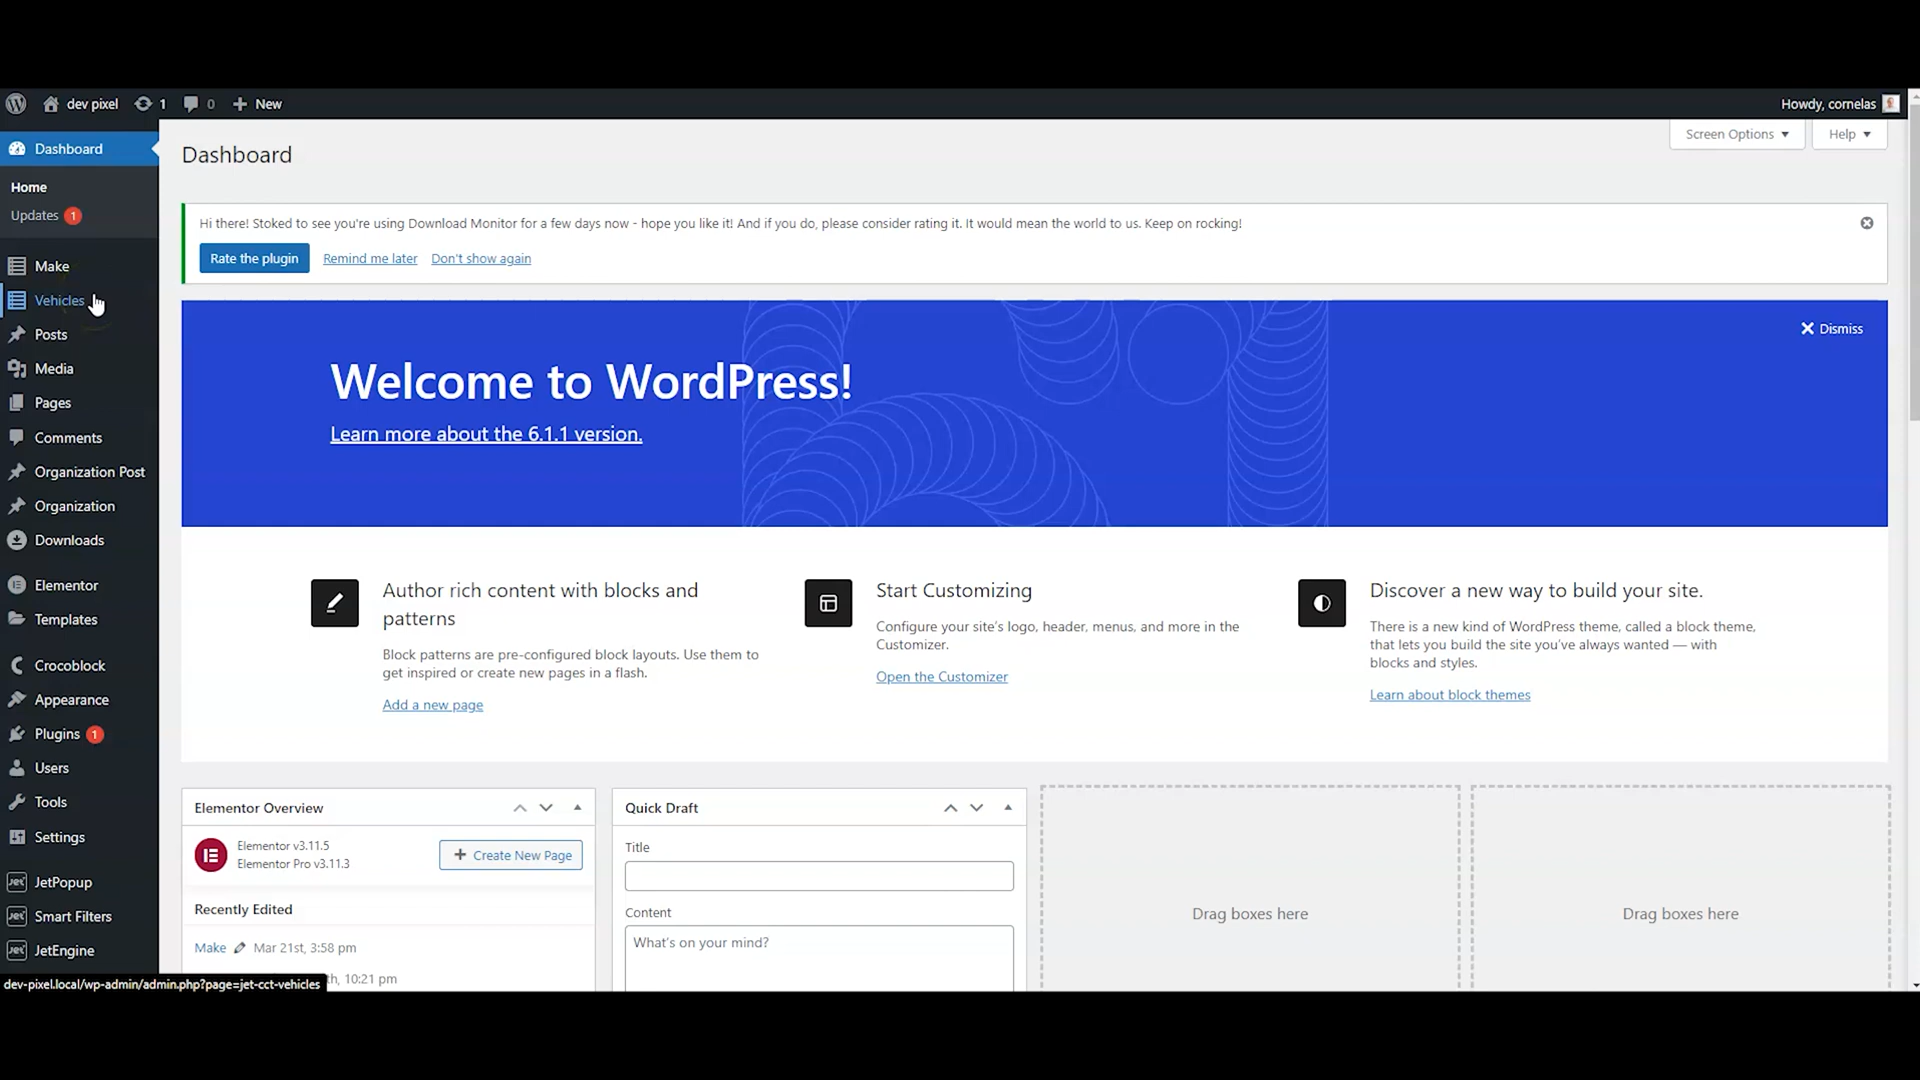 dev pixel
1
0
New
Howdy, cornelas
Screen Options
Help
Dashboard
Home
Updates 1
Make
Vehicles
Posts
Media
Pages
Comments
Organization Post
Organization
Downloads
Elementor
Templates
Crocoblock
Appearance
Plugins 1
Users
Tools
Settings
JetPopup
Smart Filters
JetEngine
Dashboard
Hi there! Stoked to see you're using Download Monitor for a few days now - hope you like it! And if you do, please consider rating it. It would mean the world to us. Keep on rocking!
Rate the plugin
Remind me later
Don't show again
Dismiss
Welcome to WordPress!
Learn more about the 6.1.1 version.
Author rich content with blocks and
patterns
Block patterns are pre-configured block layouts. Use them to
get inspired or create new pages in a flash.
Add a new page
Start Customizing
Configure your site's logo, header, menus, and more in the
Customizer.
Open the Customizer
Discover a new way to build your site.
There is a new kind of WordPress theme, called a block theme,
that lets you build the site you've always wanted — with
blocks and styles.
Learn about block themes
Elementor Overview
Elementor v3.11.5
Elementor Pro v3.11.3
Create New Page
Recently Edited
Make Mar 21st, 3:58 pm
th, 10:21 pm
Quick Draft
Title
Content
What's on your mind?
Drag boxes here
Drag boxes here
dev-pixel.local/wp-admin/admin.php?page=jet-cct-vehicles